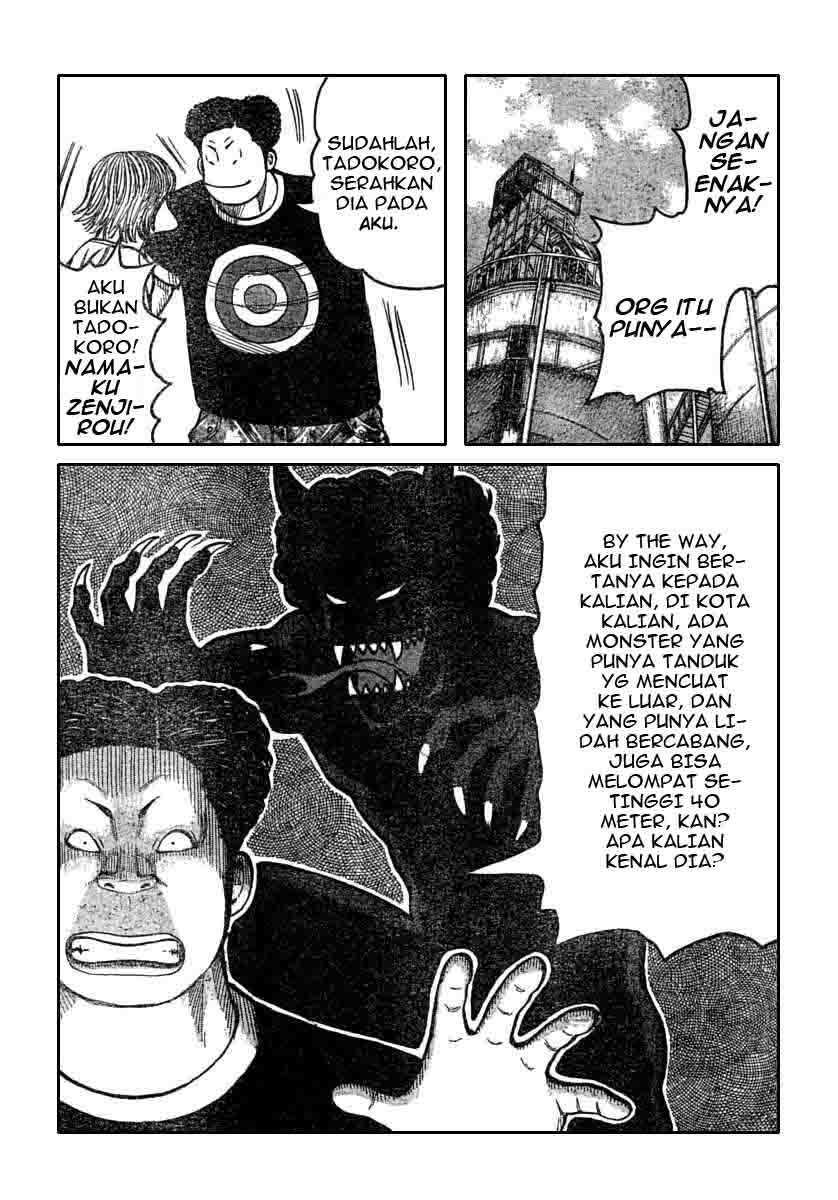 JA-
NGAN
SE-
ENAK-
NYA!
ORG ITU
PUNYA--
SUDAHLAH,
TADOKORO,
SERAHKAN
DIA PADA
AKU.
AKU
BUKAN
TADO-
KORO!
NAMA-
KU
ZENJI-
ROU!
BY THE WAY,
AKU INGIN BER-
TANYA KEPADA
KALIAN, DI KOTA
KALIAN, ADA
MONSTER YANG
PUNYA TANDUK
YG MENCUAT
KE LUAR, DAN
YANG PUNYA LI-
DAH BERCABANG,
JUGA BISA
MELOMPAT SE-
TINGGI 40
METER, KAN?
APA KALIAN
KENAL DIA?